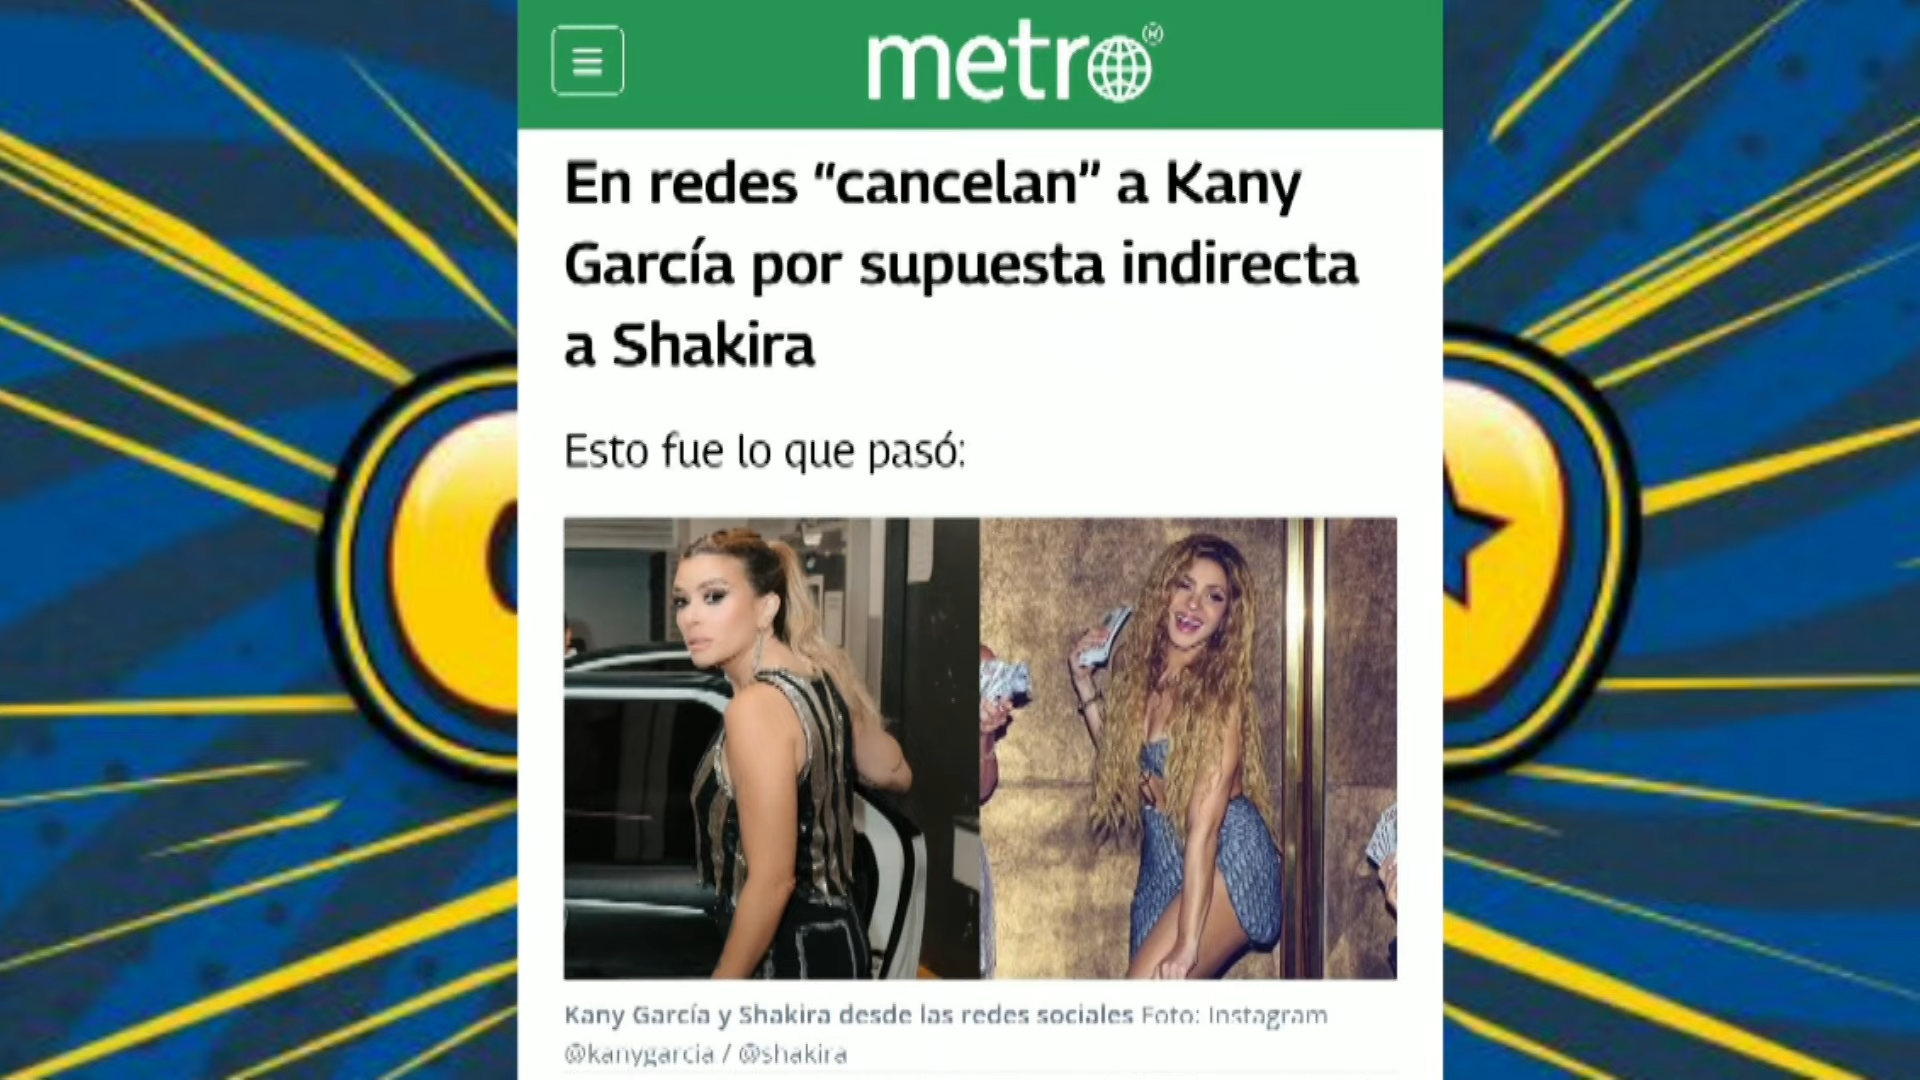 metro
En redes “cancelan” a Kany
García por supuesta indirecta
a Shakira
Esto fue lo que pasó:
Kany García y Shakira desde las redes sociales Foto: Instagram
@kanygarcia / @shakira